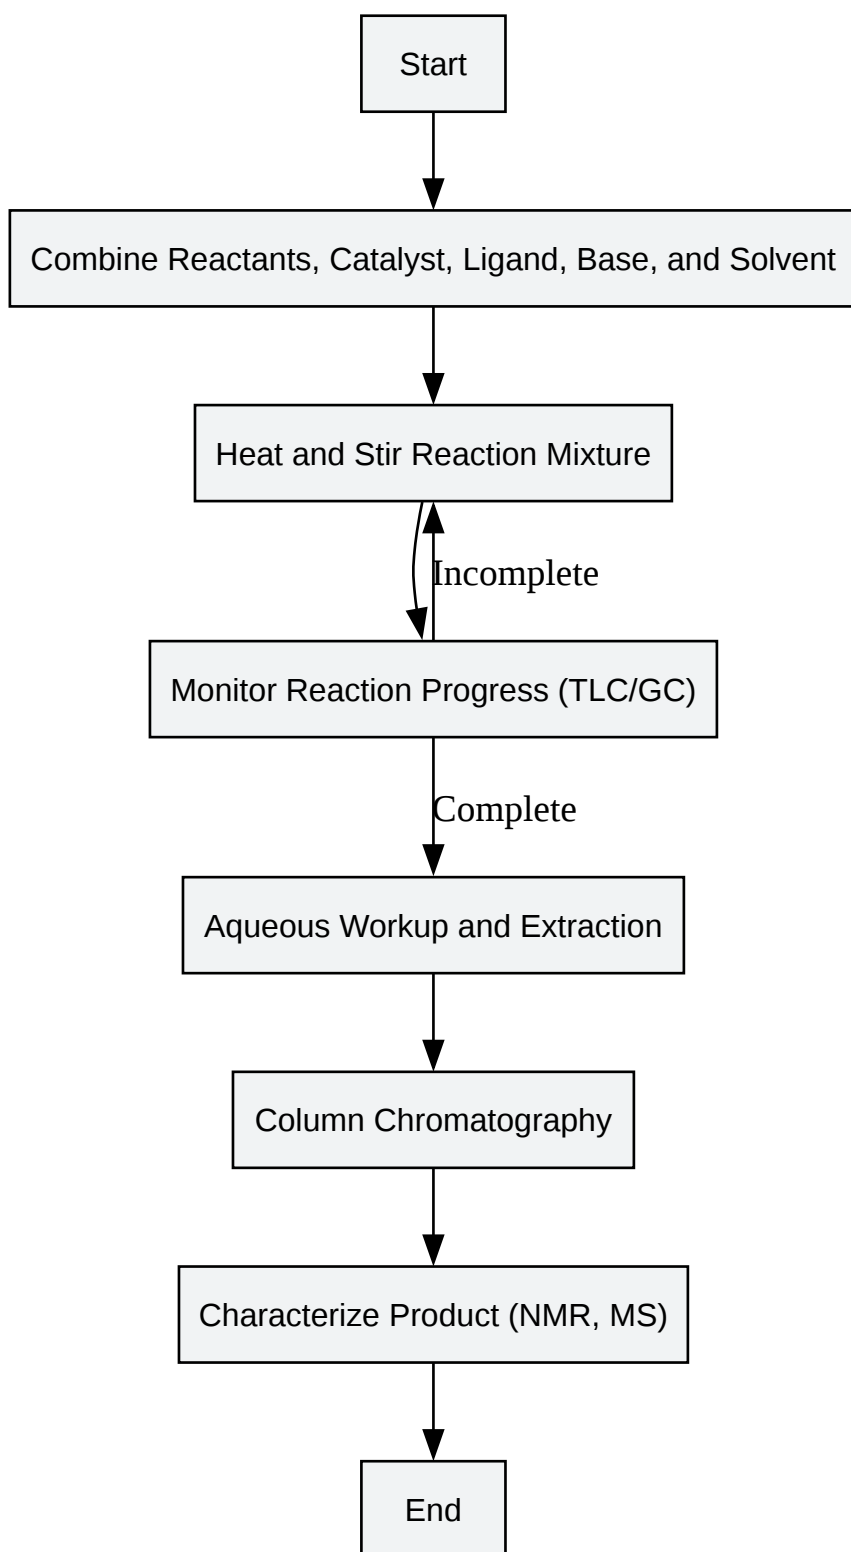 Start
Combine Reactants, Catalyst, Ligand, Base, and Solvent
Heat and Stir Reaction Mixture
Incomplete
Monitor Reaction Progress (TLC/GC)
Complete
Aqueous Workup and Extraction
Column Chromatography
Characterize Product (NMR, MS)
End